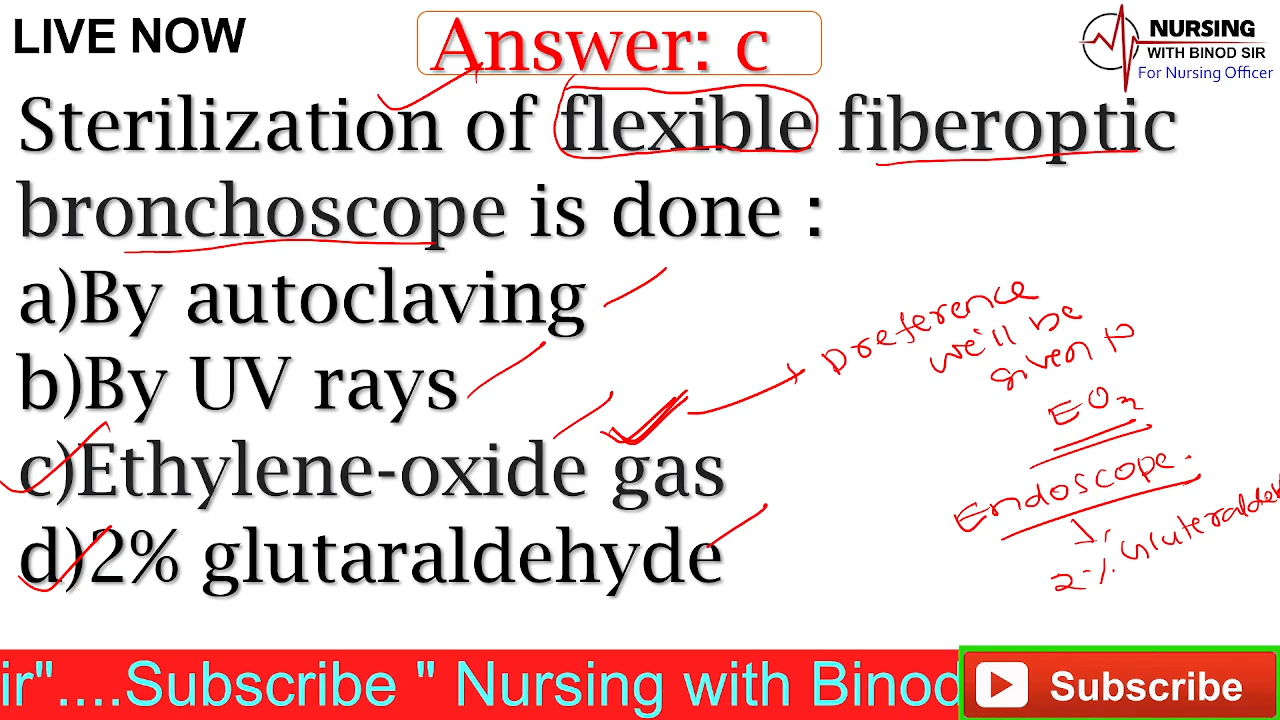 LIVE NOW
Answer: c
NURSING
WITH BINOD SIR
For Nursing Officer
Sterilization of flexible fiberoptic
bronchoscope is done :
a)By autoclaving
b)By UV rays
c)Ethylene-oxide gas
d)2% glutaraldehyde
preference
we'll be
given to
Endoscope.
2%
ir"....Subscribe " Nursing with Binod
Subscribe